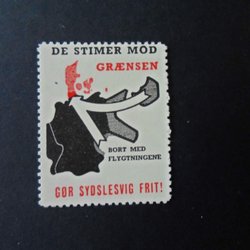 DE STIMER MOD
GRÆNSEN
BORT MED
FLYGTNINGENE
GØR SYDSLESVIG FRIT!